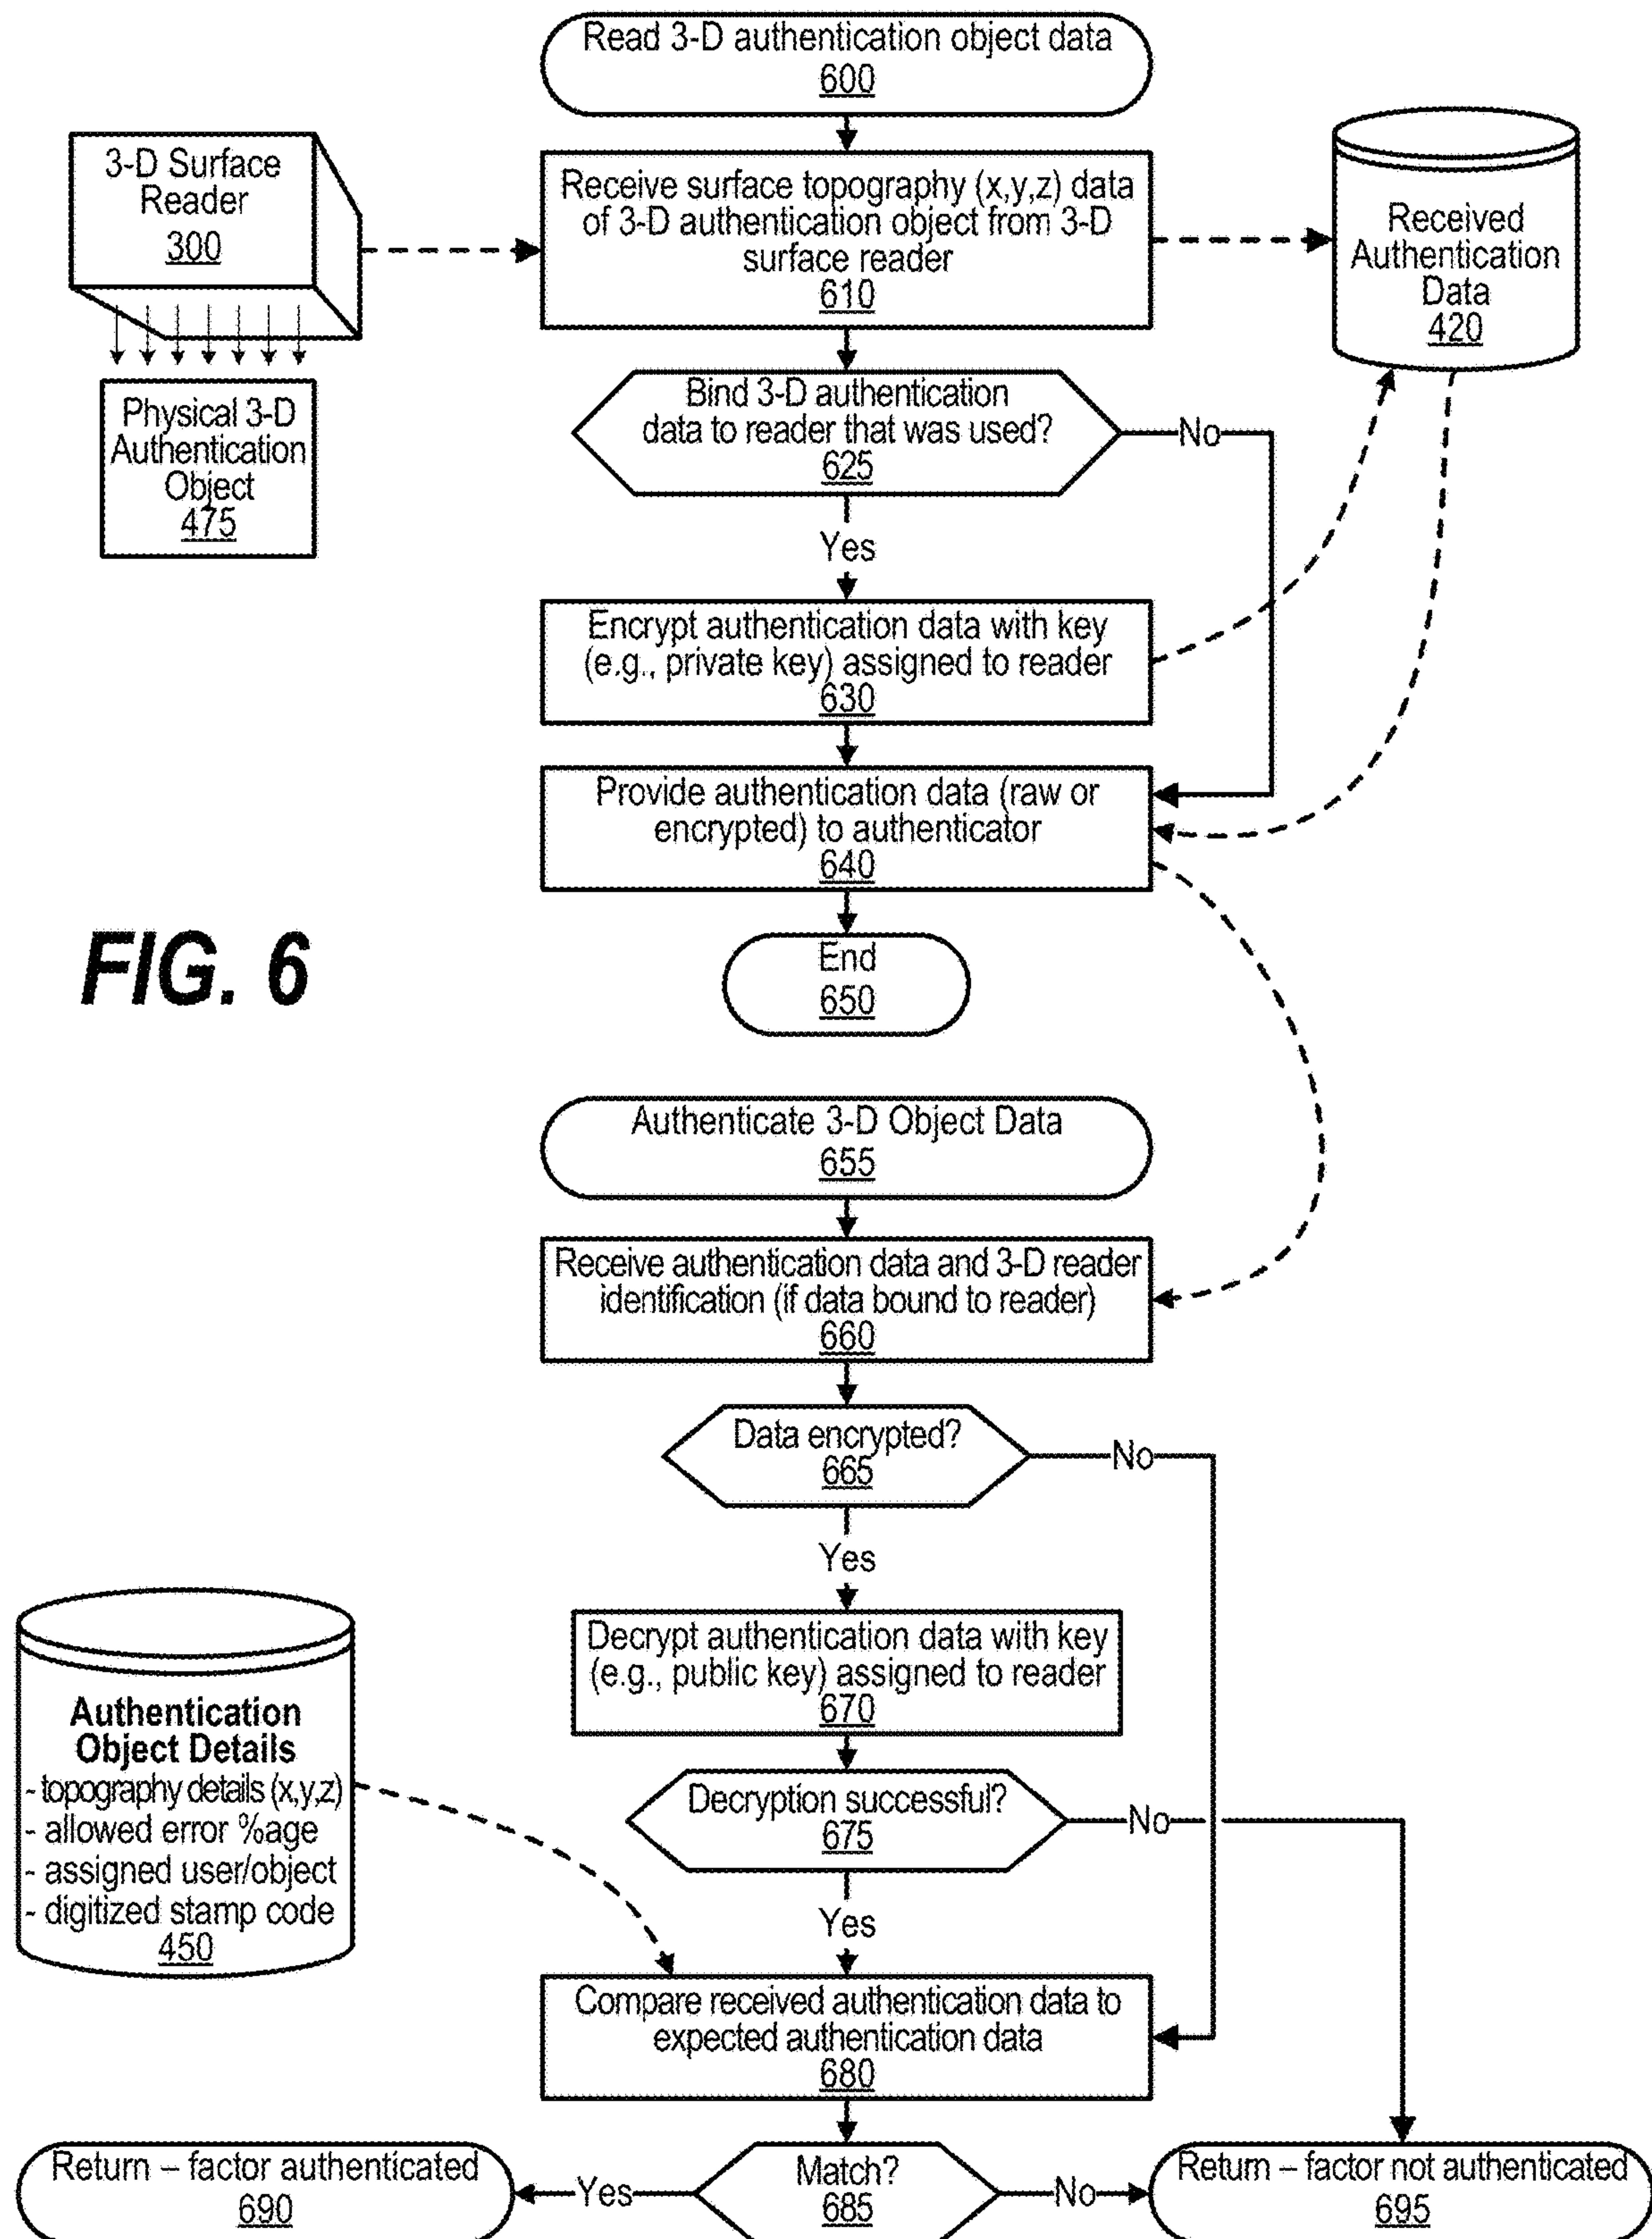 Read 3-D authentication object data
600
3-D Surface
Reader
300
Receive surface topography (x,y,z) data
of 3-D authentication object from 3-D
surface reader
610
Received
Authentication
Data
420
Physical 3-D
Authentication
Object
475
Bind 3-D authentication
data to reader that was used?
625
No
Yes
Encrypt authentication data with key
(e.g., private key) assigned to reader
630
Provide authentication data (raw or
encrypted) to authenticator
640
FIG. 6
End
650
Authenticate 3-D Object Data
655
Receive authentication data and 3-D reader
identification (if data bound to reader)
660
Data encrypted?
665
No
Yes
Decrypt authentication data with key
(e.g., public key) assigned to reader
670
Authentication
Object Details
- topography details (x,y,z)
- allowed error %age
- assigned user/object
- digitized stamp code
450
Decryption successful?
675
No
Yes
Compare received authentication data to
expected authentication data
680
Return – factor authenticated
690
Yes
Match?
685
No
Return – factor not authenticated
695